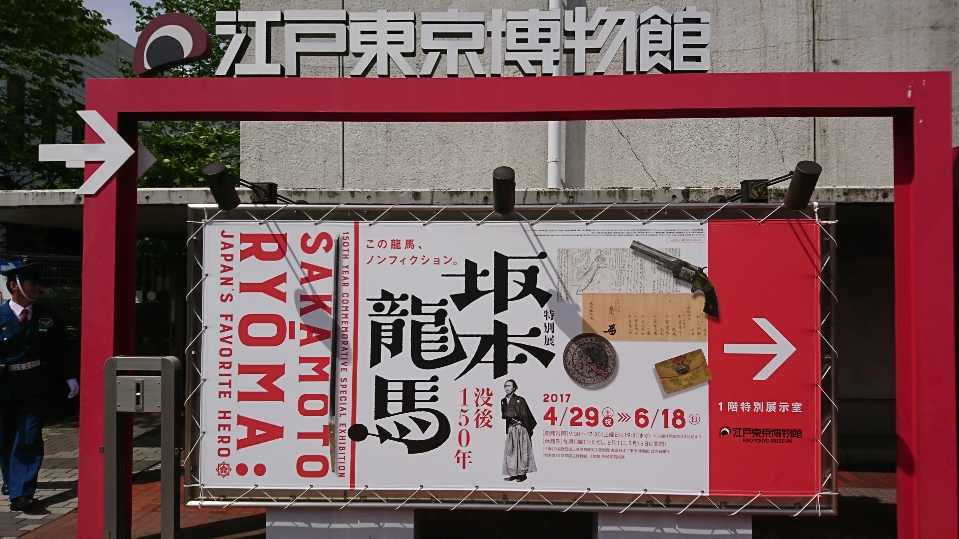 江戸東京博物館
この龍馬、
ノンフィクション。
特別展
坂本
龍馬
没後
150年
150TH YEAR COMMEMORATIVE SPECIAL EXHIBITION
SAKAMOTO
RYŌMA:
JAPAN'S FAVORITE HERO
2017
4/29 土 祝 >>> 6/18 日
1階特別展示室
江戸東京博物館
EDO-TOKYO MUSEUM